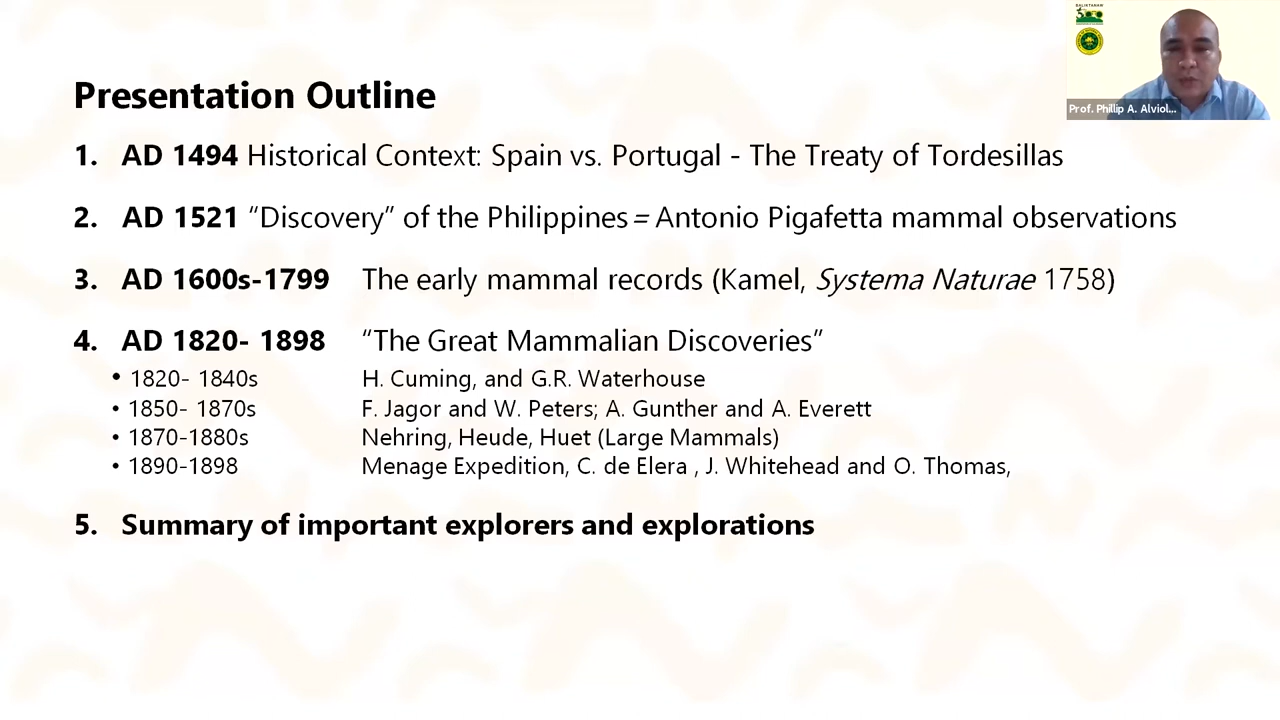 Presentation Outline
1. AD 1494 Historical Context: Spain vs. Portugal - The Treaty of Tordesillas
2. AD 1521 “Discovery” of the Philippines = Antonio Pigafetta mammal observations
3. AD 1600s-1799 The early mammal records (Kamel, Systema Naturae 1758)
4. AD 1820- 1898 “The Great Mammalian Discoveries”
• 1820- 1840s H. Cuming, and G.R. Waterhouse
• 1850- 1870s F. Jagor and W. Peters; A. Gunther and A. Everett
• 1870-1880s Nehring, Heude, Huet (Large Mammals)
• 1890-1898 Menage Expedition, C. de Elera , J. Whitehead and O. Thomas,
5. Summary of important explorers and explorations
BALIKTANAW
500
Prof. Phillip A. Alviol...